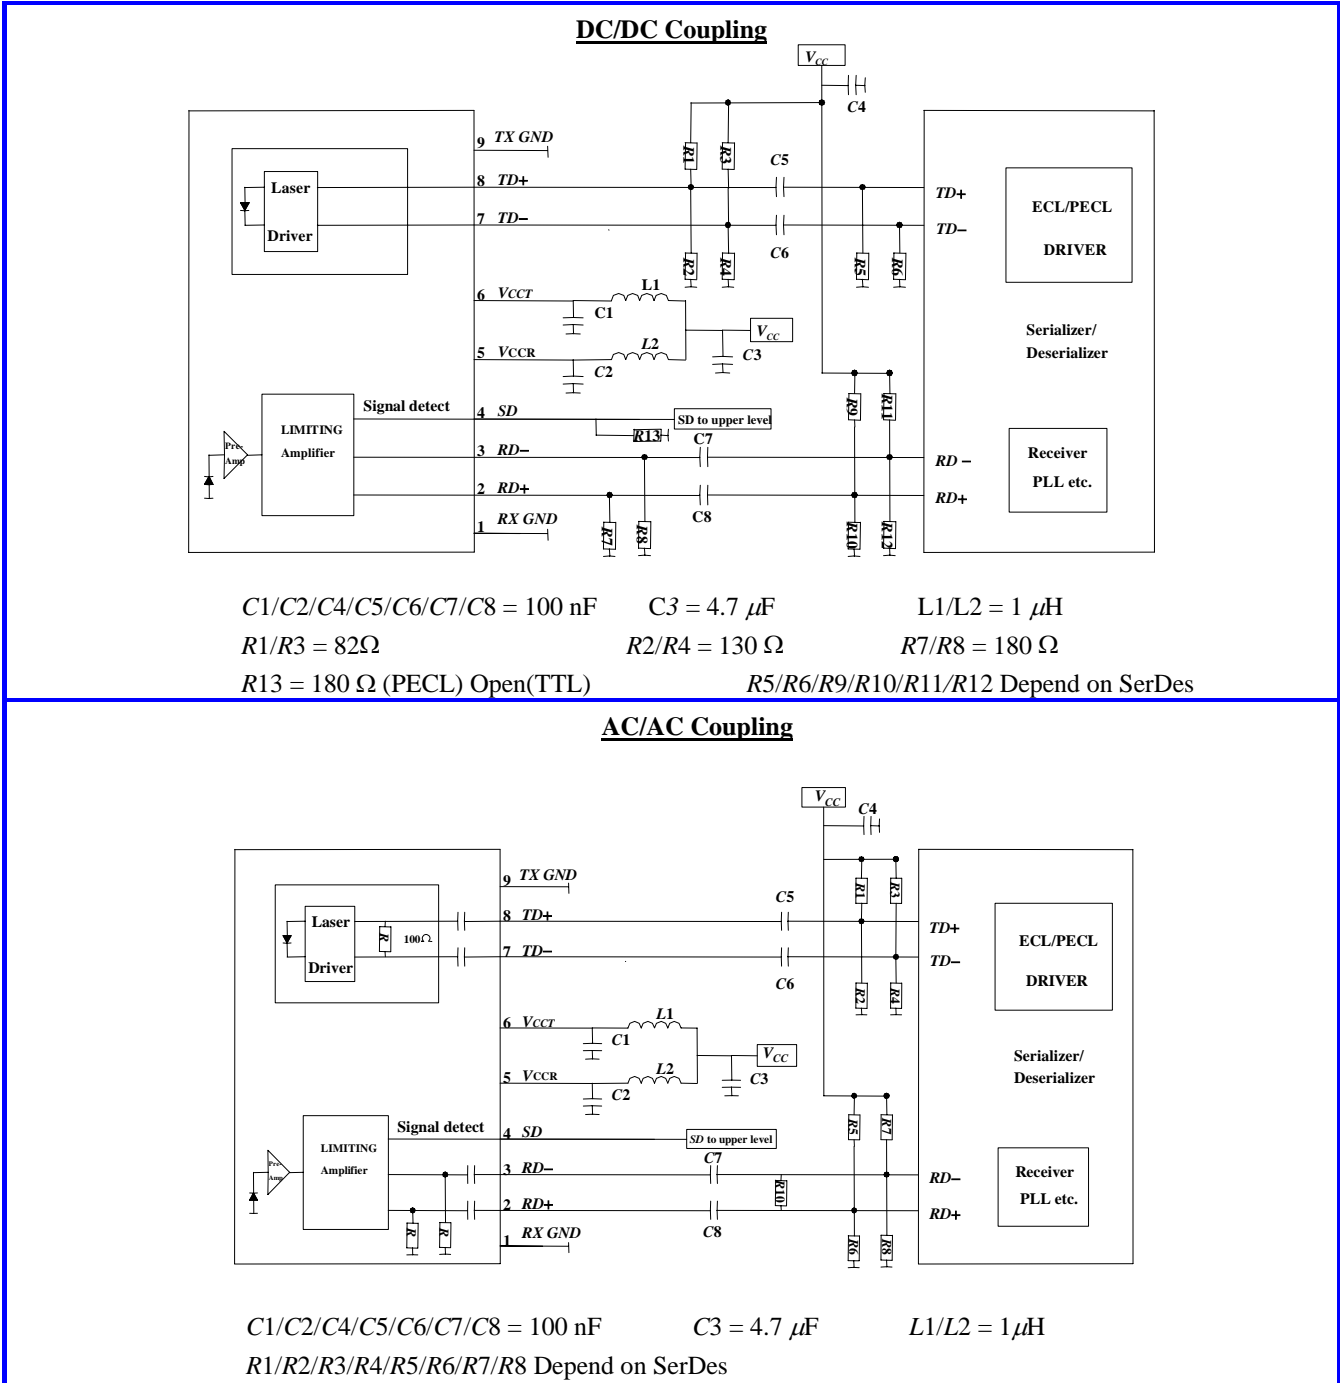 DC/DC Coupling
VCC
C4
9 TX GND
R1
R3
C5
Laser
8 TD+
TD+
ECL/PECL
7 TD−
TD−
Driver
C6
DRIVER
R2
R4
R5
R6
L1
6 VCCT
C1
Serializer/
VCC
L2
Deserializer
5 VCCR
C3
C2
R9
R11
Signal detect
4 SD
SD to upper level
LIMITING
R13
C7
Pre-
Amplifier
Receiver
Amp
3 RD−
RD −
PLL etc.
2 RD+
RD+
C8
1 RX GND
R7
R8
R10
R12
C1/C2/C4/C5/C6/C7/C8 = 100 nF C3 = 4.7 μF L1/L2 = 1 μH
R1/R3 = 82Ω R2/R4 = 130 Ω R7/R8 = 180 Ω
R13 = 180 Ω (PECL) Open(TTL) R5/R6/R9/R10/R11/R12 Depend on SerDes
AC/AC Coupling
VCC
C4
9 TX GND
R1
R3
C5
Laser
8 TD+
TD+
R 100Ω
ECL/PECL
7 TD−
TD−
Driver
C6
DRIVER
R2
R4
L1
6 VCCT
C1
Serializer/
VCC
L2
Deserializer
5 VCCR
C3
C2
R5
R7
Signal detect
4 SD
SD to upper level
LIMITING
C7
Pre-
Amplifier
Receiver
Amp
3 RD−
RD−
R10
PLL etc.
2 RD+
RD+
C8
R
R
1 RX GND
R6
R8
C1/C2/C4/C5/C6/C7/C8 = 100 nF C3 = 4.7 μF L1/L2 = 1μH
R1/R2/R3/R4/R5/R6/R7/R8 Depend on SerDes